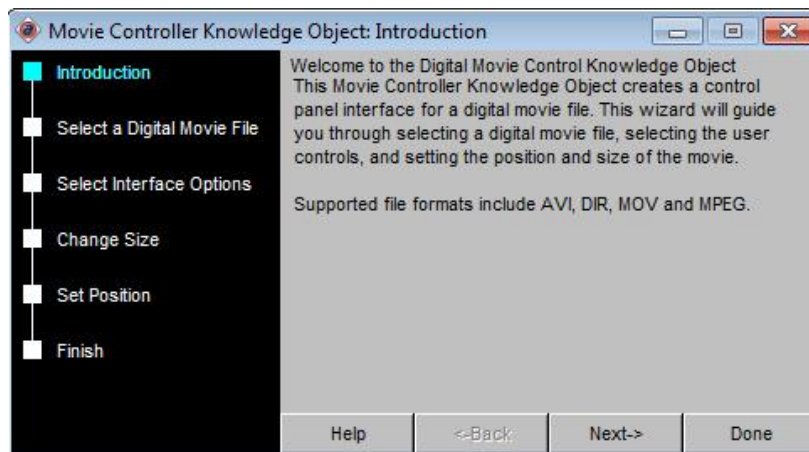 Movie Controller Knowledge Object: Introduction
Introduction
Select a Digital Movie File
Select Interface Options
Change Size
Set Position
Finish
Welcome to the Digital Movie Control Knowledge Object
This Movie Controller Knowledge Object creates a control
panel interface for a digital movie file. This wizard will guide
you through selecting a digital movie file, selecting the user
controls, and setting the position and size of the movie.
Supported file formats include AVI, DIR, MOV and MPEG.
Help
<-Back
Next->
Done